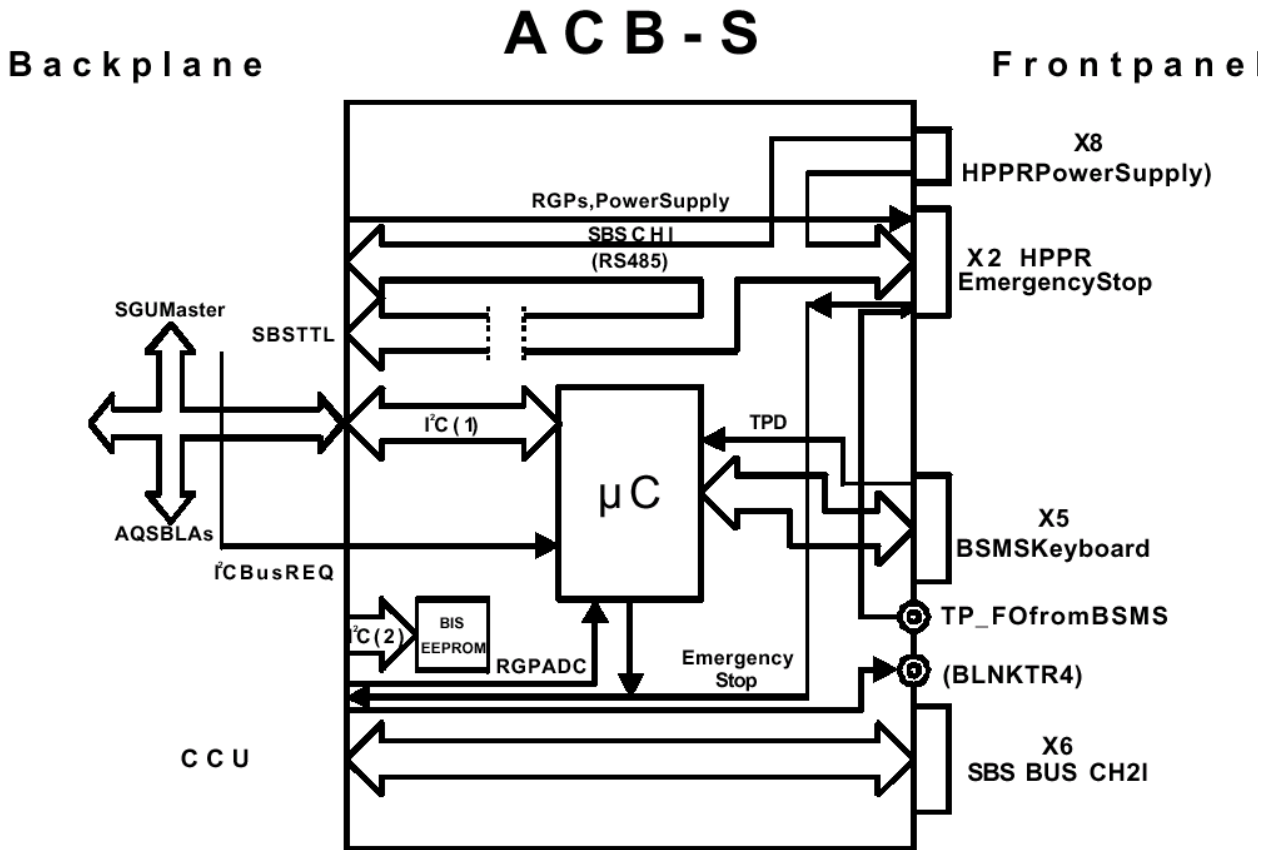 ACB-S
Backplane
Frontpanel
X8
HPPRPowerSupply)
RGPs,PowerSupply
SBS CHI
(RS485)
X2 HPPR
EmergencyStop
SGUMaster
SBSTTL
I²C(1)
TPD
µC
X5
BSMSKeyboard
AQSBLAs
I²CBusREQ
I²C(2)
BIS
EEPROM
RGPADC
Emergency
Stop
TP_FOfromBSMS
(BLNKTR4)
CCU
X6
SBS BUS CH2I